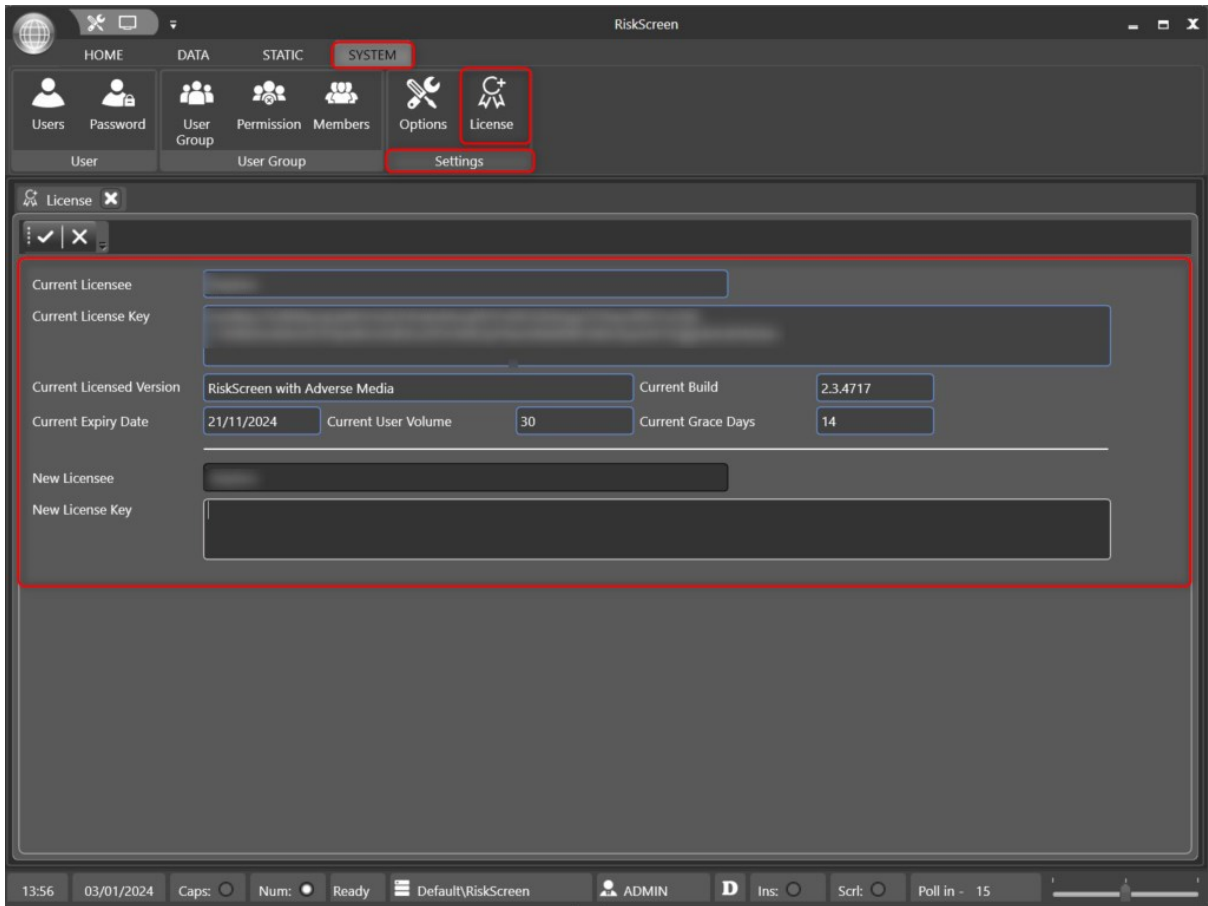 RiskScreen
HOME DATA STATIC SYSTEM
Users Password User Group Permission Members Options License
User User Group Settings
License
Current Licensee
Current License Key
Current Licensed Version RiskScreen with Adverse Media Current Build 2.3.4717
Current Expiry Date 21/11/2024 Current User Volume 30 Current Grace Days 14
New Licensee
New License Key
13:56 03/01/2024 Caps: Num: Ready Default\RiskScreen ADMIN D Ins: Scrl: Poll in - 15